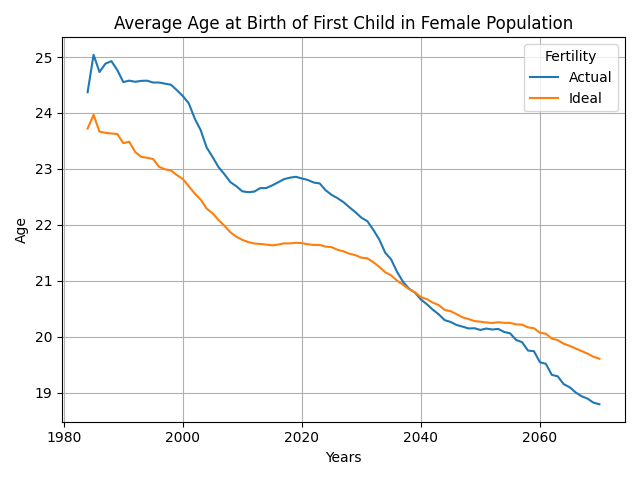 Average Age at Birth of First Child in Female Population
Fertility
Actual
Ideal
Age
25
24
23
22
21
20
19
1980
2000
2020
2040
2060
Years